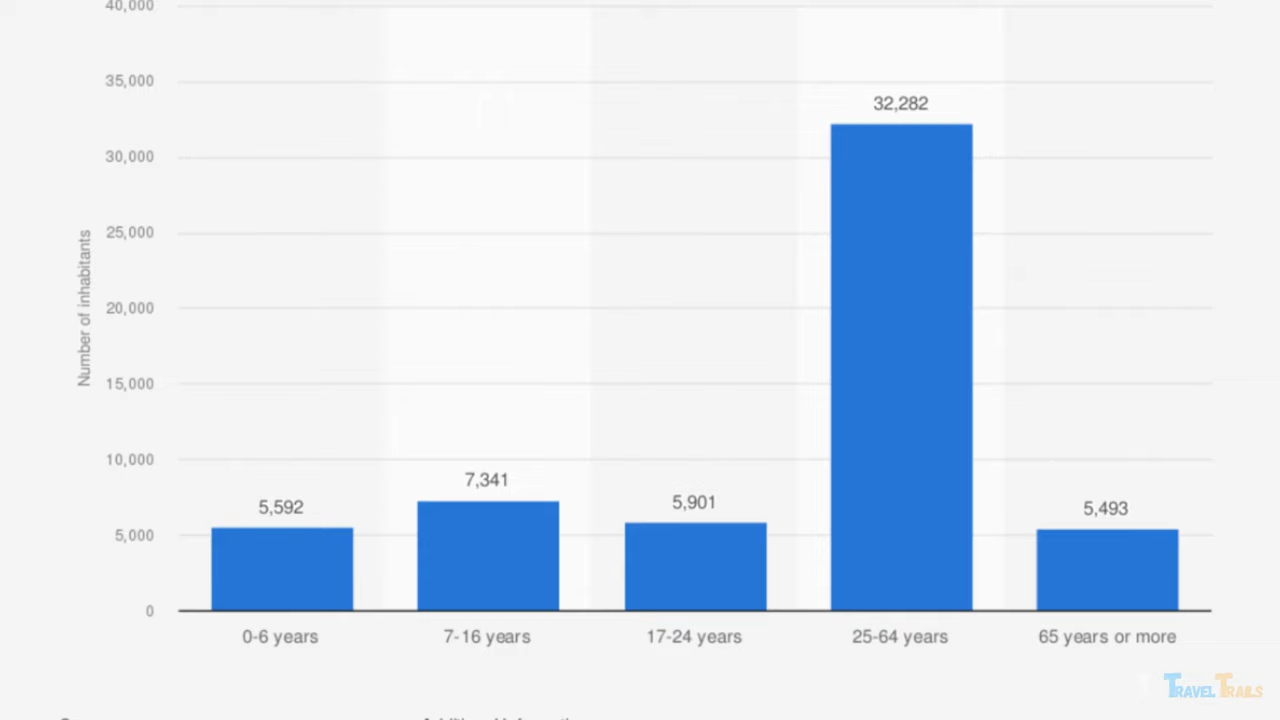 40,000
35,000
32,282
30,000
25,000
Number of inhabitants
20,000
15,000
10,000
7,341
5,592
5,901
5,493
5,000
0
0-6 years
7-16 years
17-24 years
25-64 years
65 years or more
TRAVEL TRAILS